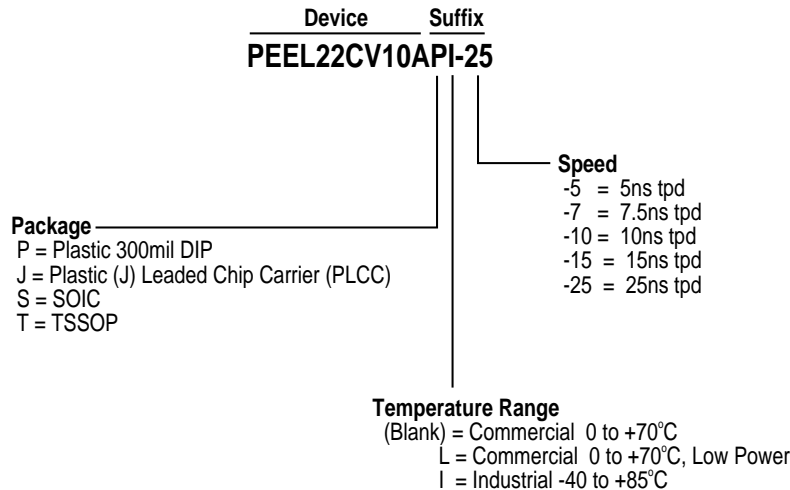 Device Suffix
PEEL22CV10API-25
Speed
-5 = 5ns tpd
-7 = 7.5ns tpd
-10 = 10ns tpd
-15 = 15ns tpd
-25 = 25ns tpd
Package
P = Plastic 300mil DIP
J = Plastic (J) Leaded Chip Carrier (PLCC)
S = SOIC
T = TSSOP
Temperature Range
(Blank) = Commercial 0 to +70°C
L = Commercial 0 to +70°C, Low Power
I = Industrial -40 to +85°C